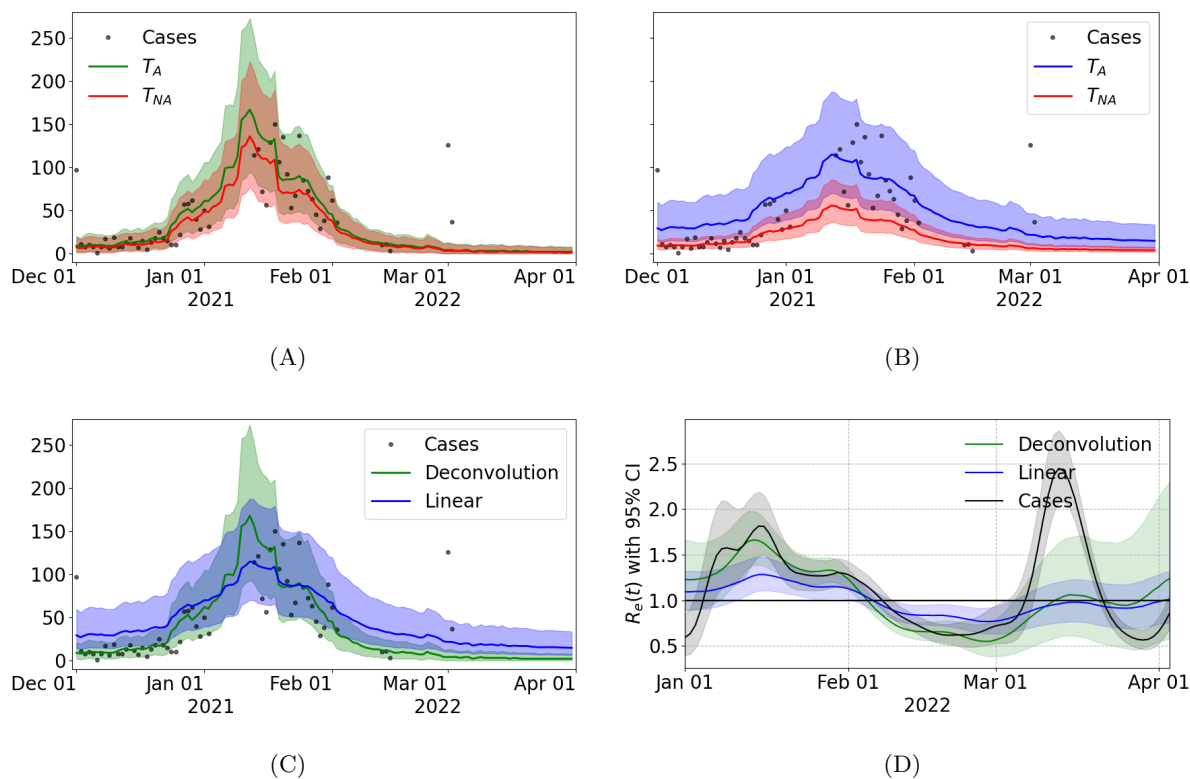 250
200
150
100
50
0
Cases
T_A
T_NA
Dec 01 Jan 01 Feb 01 Mar 01 Apr 01
2021 2022
(A)
Cases
T_A
T_NA
Dec 01 Jan 01 Feb 01 Mar 01 Apr 01
2021 2022
(B)
250
200
150
100
50
0
Cases
Deconvolution
Linear
Dec 01 Jan 01 Feb 01 Mar 01 Apr 01
2021 2022
(C)
R_e(t) with 95% CI
2.5
2.0
1.5
1.0
0.5
Deconvolution
Linear
Cases
Jan 01 Feb 01 Mar 01 Apr 01
2022
(D)